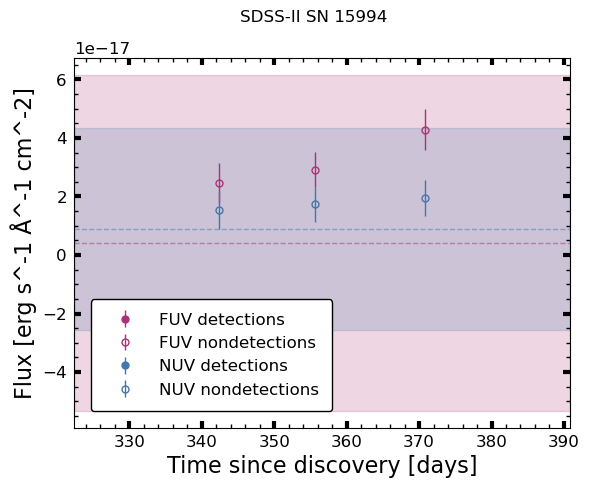 SDSS-II SN 15994
1e−17
Flux [erg s^-1 Å^-1 cm^-2]
6
4
2
0
−2
−4
FUV detections
FUV nondetections
NUV detections
NUV nondetections
330 340 350 360 370 380 390
Time since discovery [days]